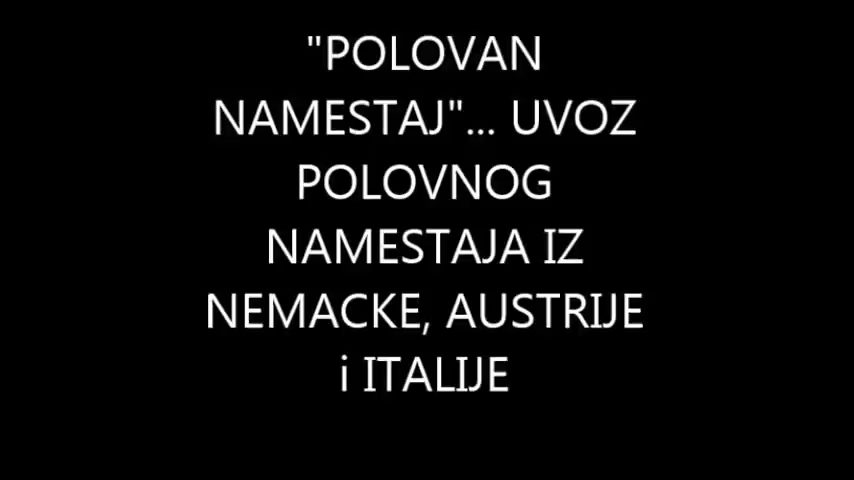 "POLOVAN
NAMESTAJ"... UVOZ
POLOVNOG
NAMESTAJA IZ
NEMACKE, AUSTRIJE
i ITALIJE